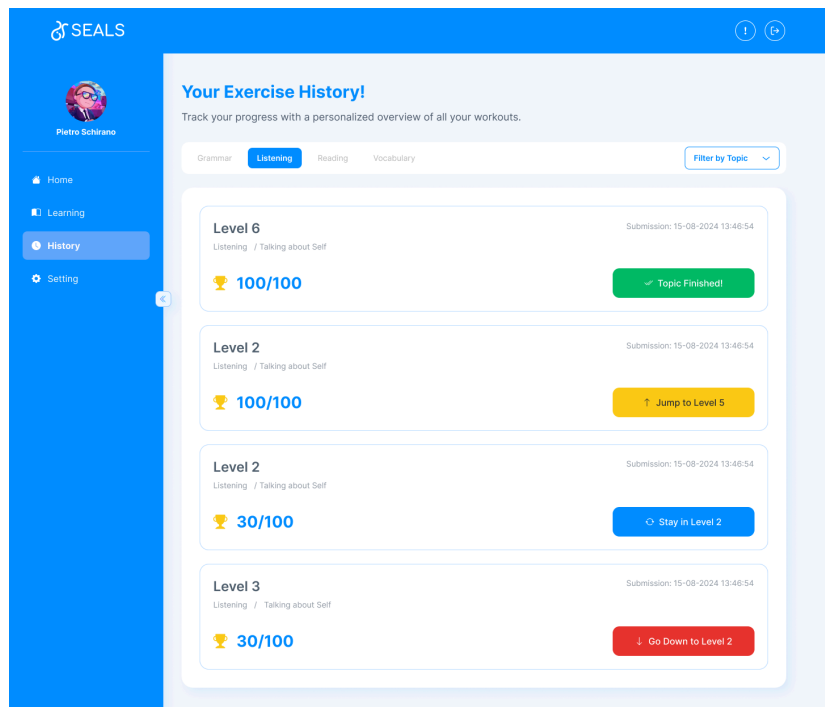 SEALS
!
Pietro Schirano
Home
Learning
History
Setting
Your Exercise History!
Track your progress with a personalized overview of all your workouts.
Grammar Listening Reading Vocabulary Filter by Topic
Level 6 Submission: 15-08-2024 13:46:54
Listening / Talking about Self
100/100 Topic Finished!
Level 2 Submission: 15-08-2024 13:46:54
Listening / Talking about Self
100/100 ↑ Jump to Level 5
Level 2 Submission: 15-08-2024 13:46:54
Listening / Talking about Self
30/100 Stay in Level 2
Level 3 Submission: 15-08-2024 13:46:54
Listening / Talking about Self
30/100 ↓ Go Down to Level 2